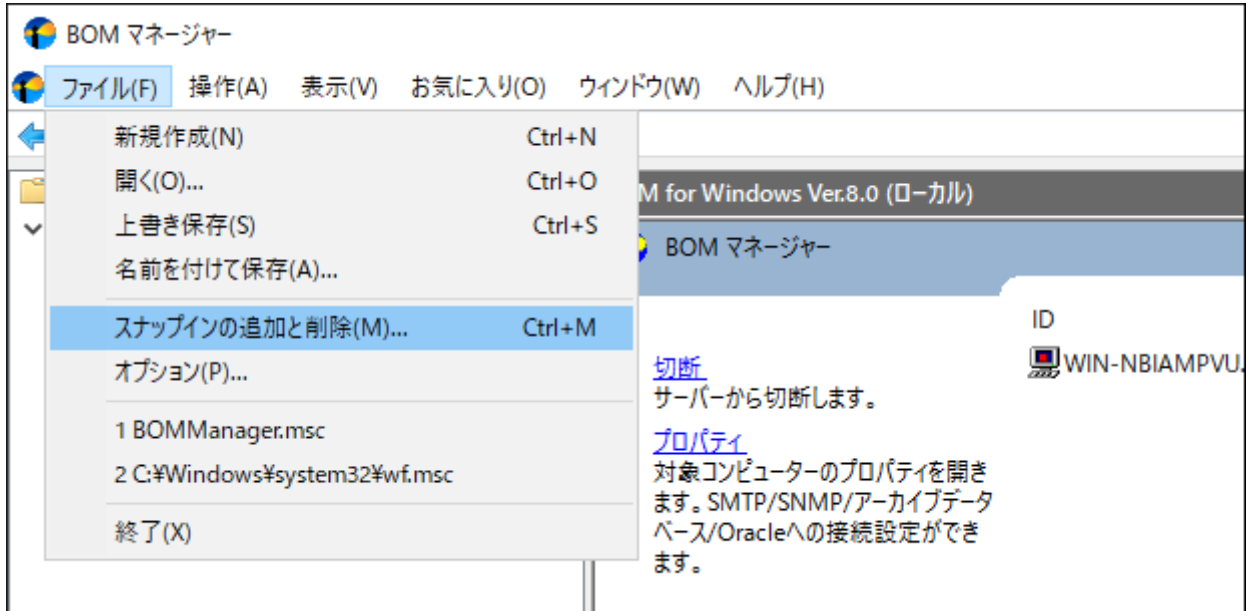 BOM マネージャー
ファイル(F) 操作(A) 表示(V) お気に入り(O) ウィンドウ(W) ヘルプ(H)
新規作成(N) Ctrl+N
開く(O)... Ctrl+O
上書き保存(S) Ctrl+S
名前を付けて保存(A)...
スナップインの追加と削除(M)... Ctrl+M
オプション(P)...
1 BOMManager.msc
2 C:¥Windows¥system32¥wf.msc
終了(X)
M for Windows Ver.8.0 (ローカル)
BOM マネージャー
切断
サーバーから切断します。
プロパティ
対象コンピューターのプロパティを開き
ます。SMTP/SNMP/アーカイブデータ
ベース/Oracleへの接続設定ができ
ます。
ID
WIN-NBIAMPVU